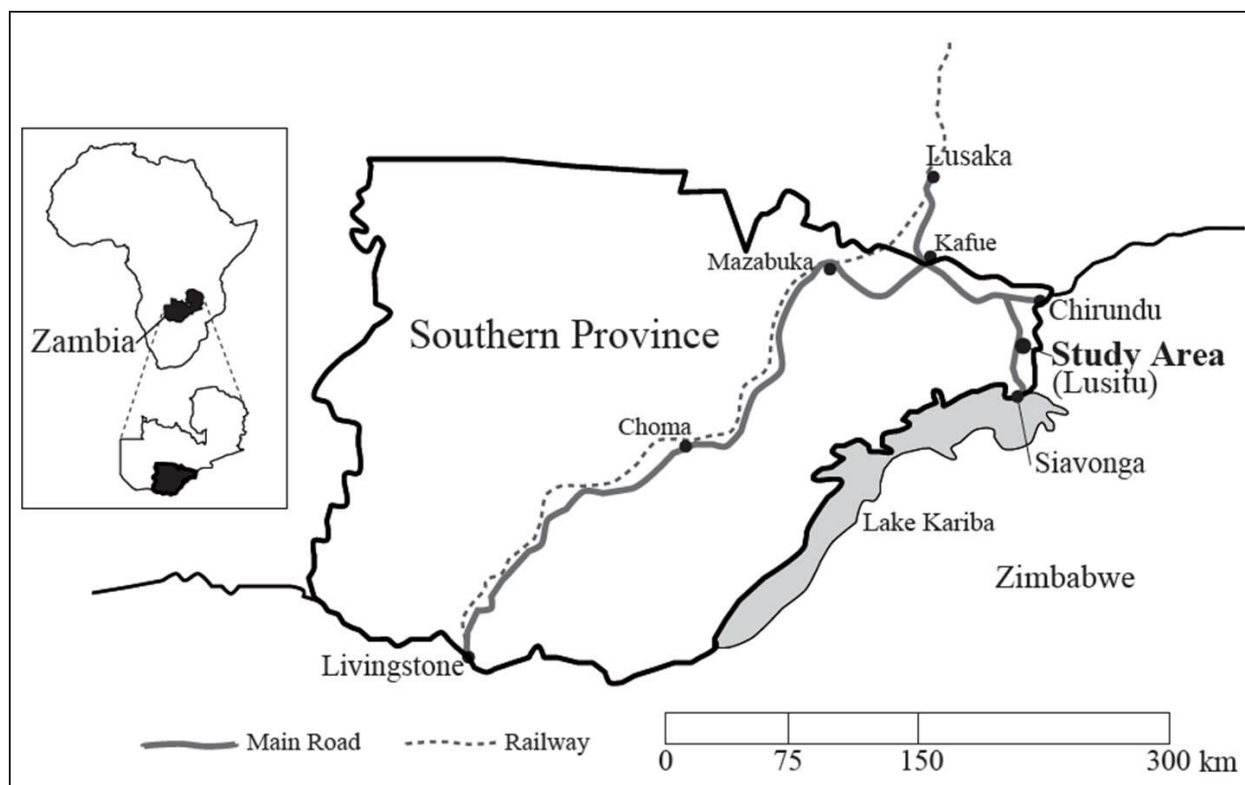 Lusaka
Kafue
Mazabuka
Zambia
Chirundu
Southern Province
Study Area
(Lusitu)
Choma
Siavonga
Lake Kariba
Zimbabwe
Livingstone
Main Road
Railway
0 75 150 300 km